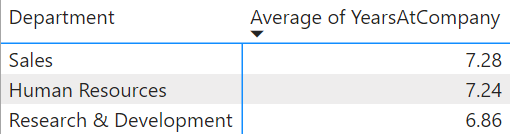 Department Average of YearsAtCompany
Sales 7.28
Human Resources 7.24
Research & Development 6.86